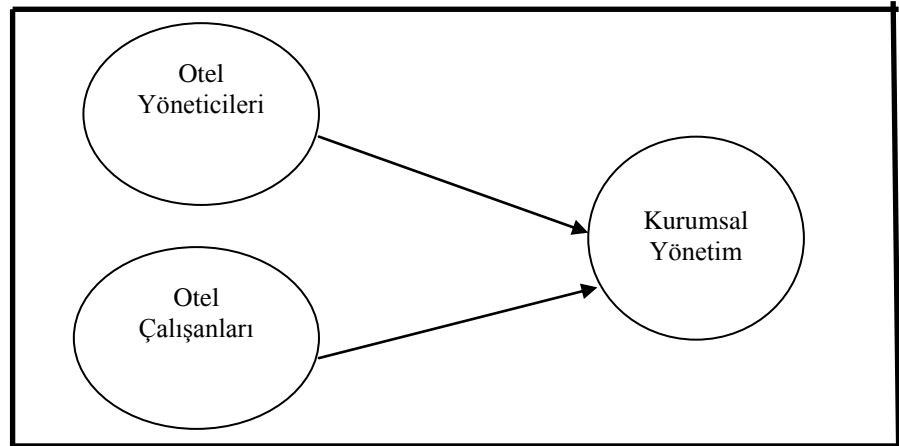 Otel
Yöneticileri
Kurumsal
Yönetim
Otel
Çalışanları